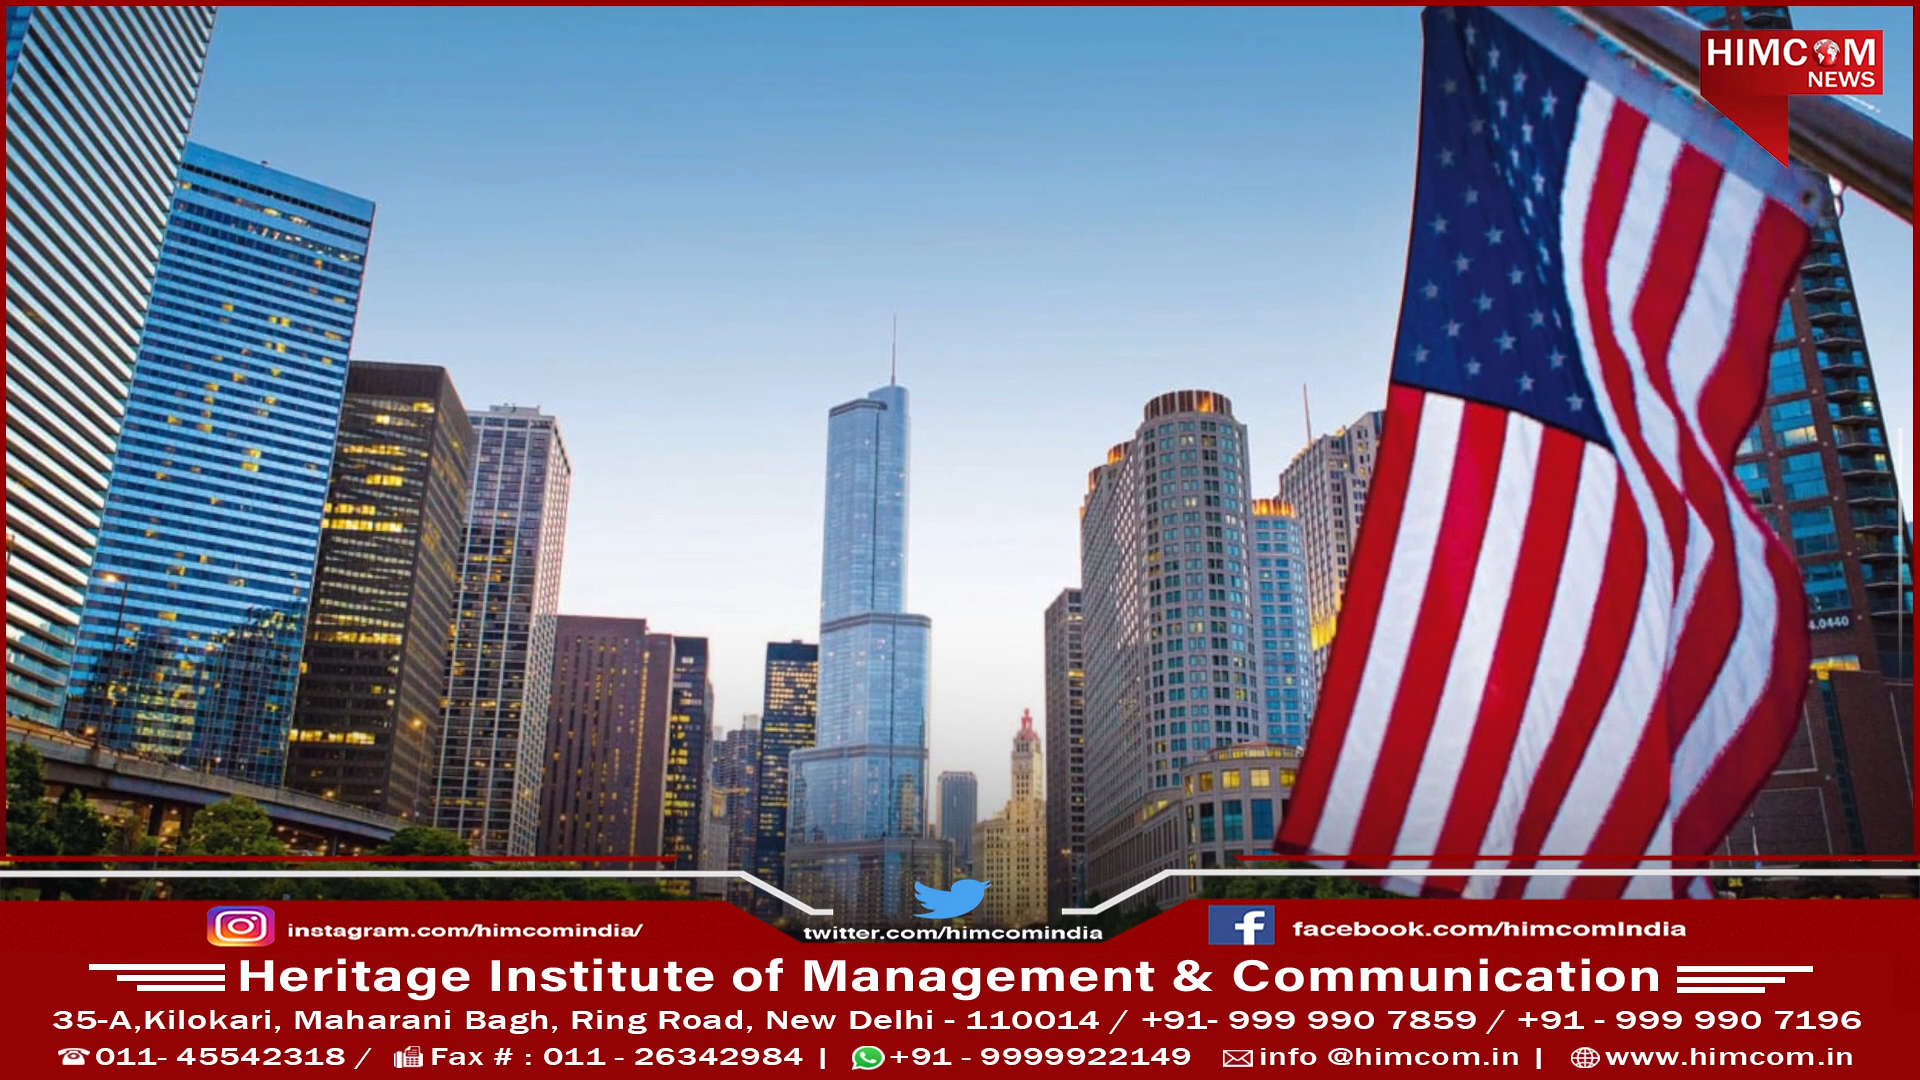 HIMCOM
NEWS
4.0440
instagram.com/himcomindia/
twitter.com/himcomindia
facebook.com/himcomIndia
Heritage Institute of Management & Communication
35-A,Kilokari, Maharani Bagh, Ring Road, New Delhi - 110014 / +91- 999 990 7859 / +91 - 999 990 7196
011- 45542318 / Fax # : 011 - 26342984 | +91 - 9999922149 info @himcom.in | www.himcom.in